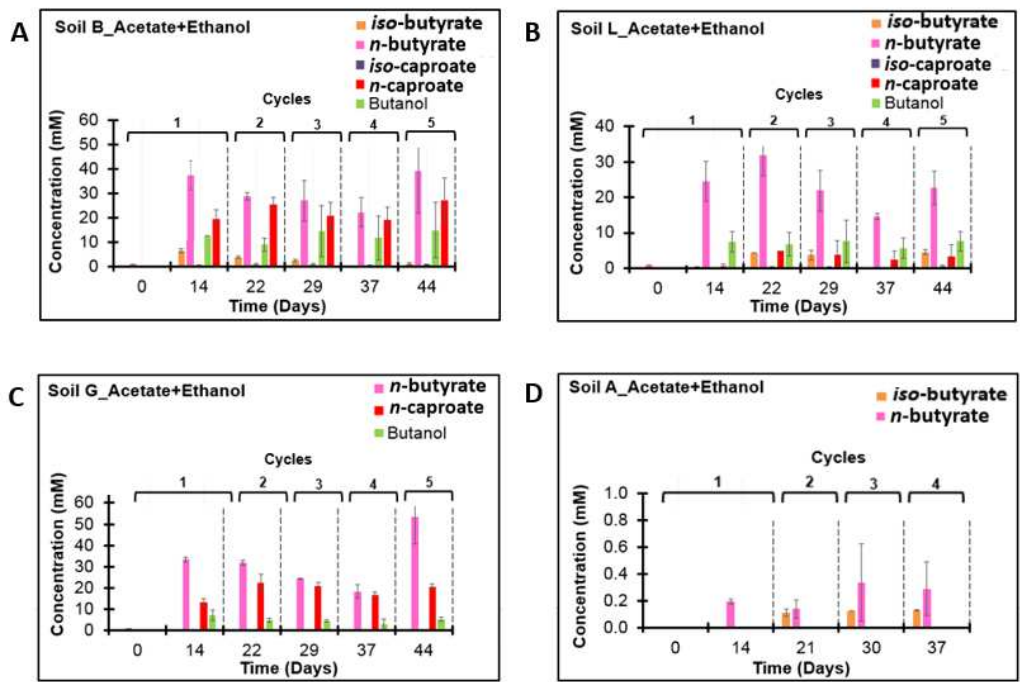 A
Soil B_Acetate+Ethanol
iso-butyrate
n-butyrate
iso-caproate
n-caproate
Butanol
Cycles
1 2 3 4 5
Concentration (mM)
60
50
40
30
20
10
0
0 14 22 29 37 44
Time (Days)
B
Soil L_Acetate+Ethanol
iso-butyrate
n-butyrate
iso-caproate
n-caproate
Butanol
Cycles
1 2 3 4 5
Concentration (mM)
40
30
20
10
0
0 14 22 29 37 44
Time (Days)
C
Soil G_Acetate+Ethanol
n-butyrate
n-caproate
Butanol
Cycles
1 2 3 4 5
Concentration (mM)
60
50
40
30
20
10
0
0 14 22 29 37 44
Time (Days)
D
Soil A_Acetate+Ethanol
iso-butyrate
n-butyrate
Cycles
1 2 3 4
Concentration (mM)
1.0
0.8
0.6
0.4
0.2
0.0
0 14 21 30 37
Time (Days)